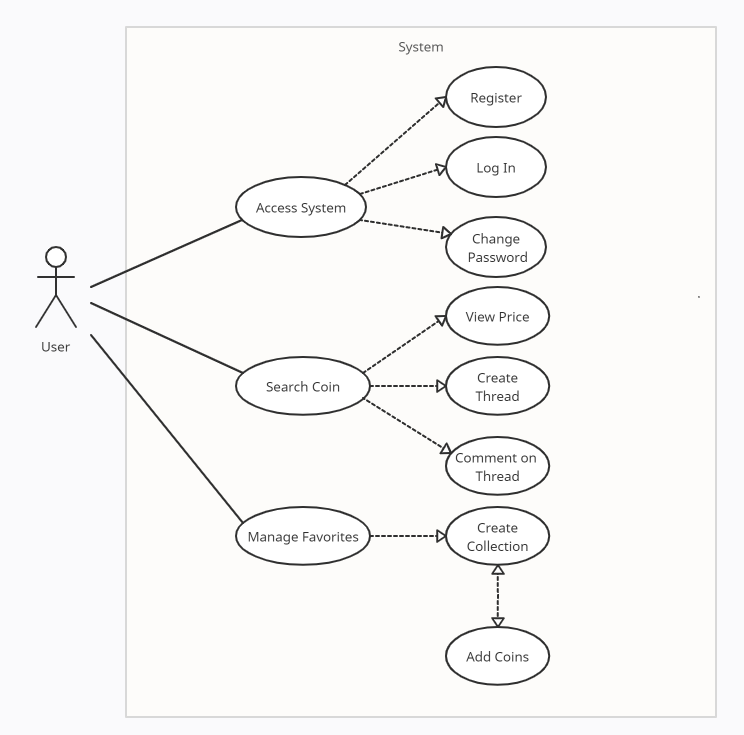 System
Register
Log In
Access System
Change
Password
User
View Price
Search Coin
Create
Thread
Comment on
Thread
Manage Favorites
Create
Collection
Add Coins